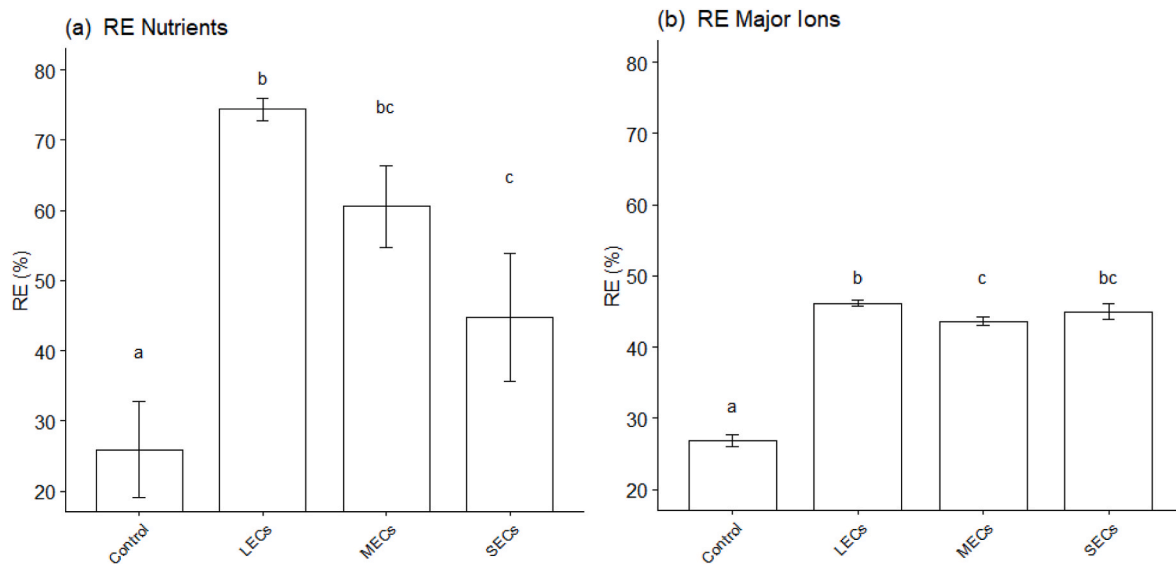 (a) RE Nutrients
80
70
60
50
40
30
20
RE (%)
a
b
bc
c
Control
LECs
MECs
SECs
(b) RE Major Ions
80
70
60
50
40
30
20
RE (%)
a
b
c
bc
Control
LECs
MECs
SECs